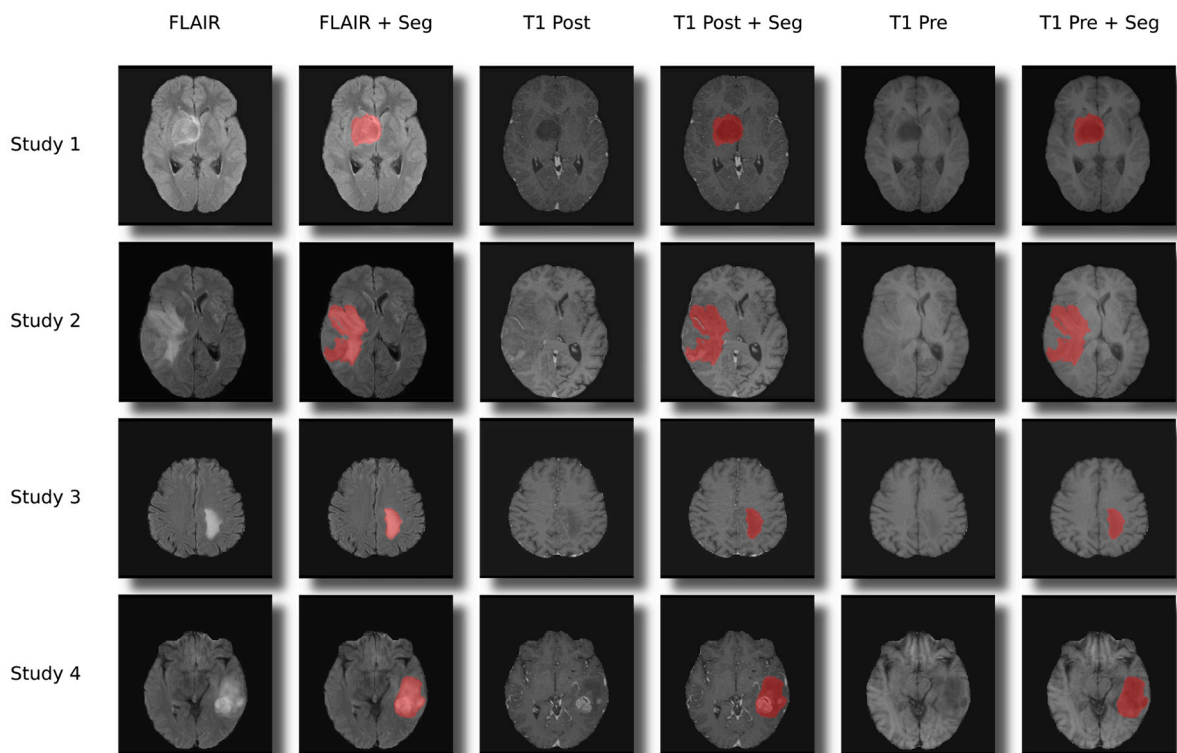 FLAIR FLAIR + Seg T1 Post T1 Post + Seg T1 Pre T1 Pre + Seg
Study 1
Study 2
Study 3
Study 4